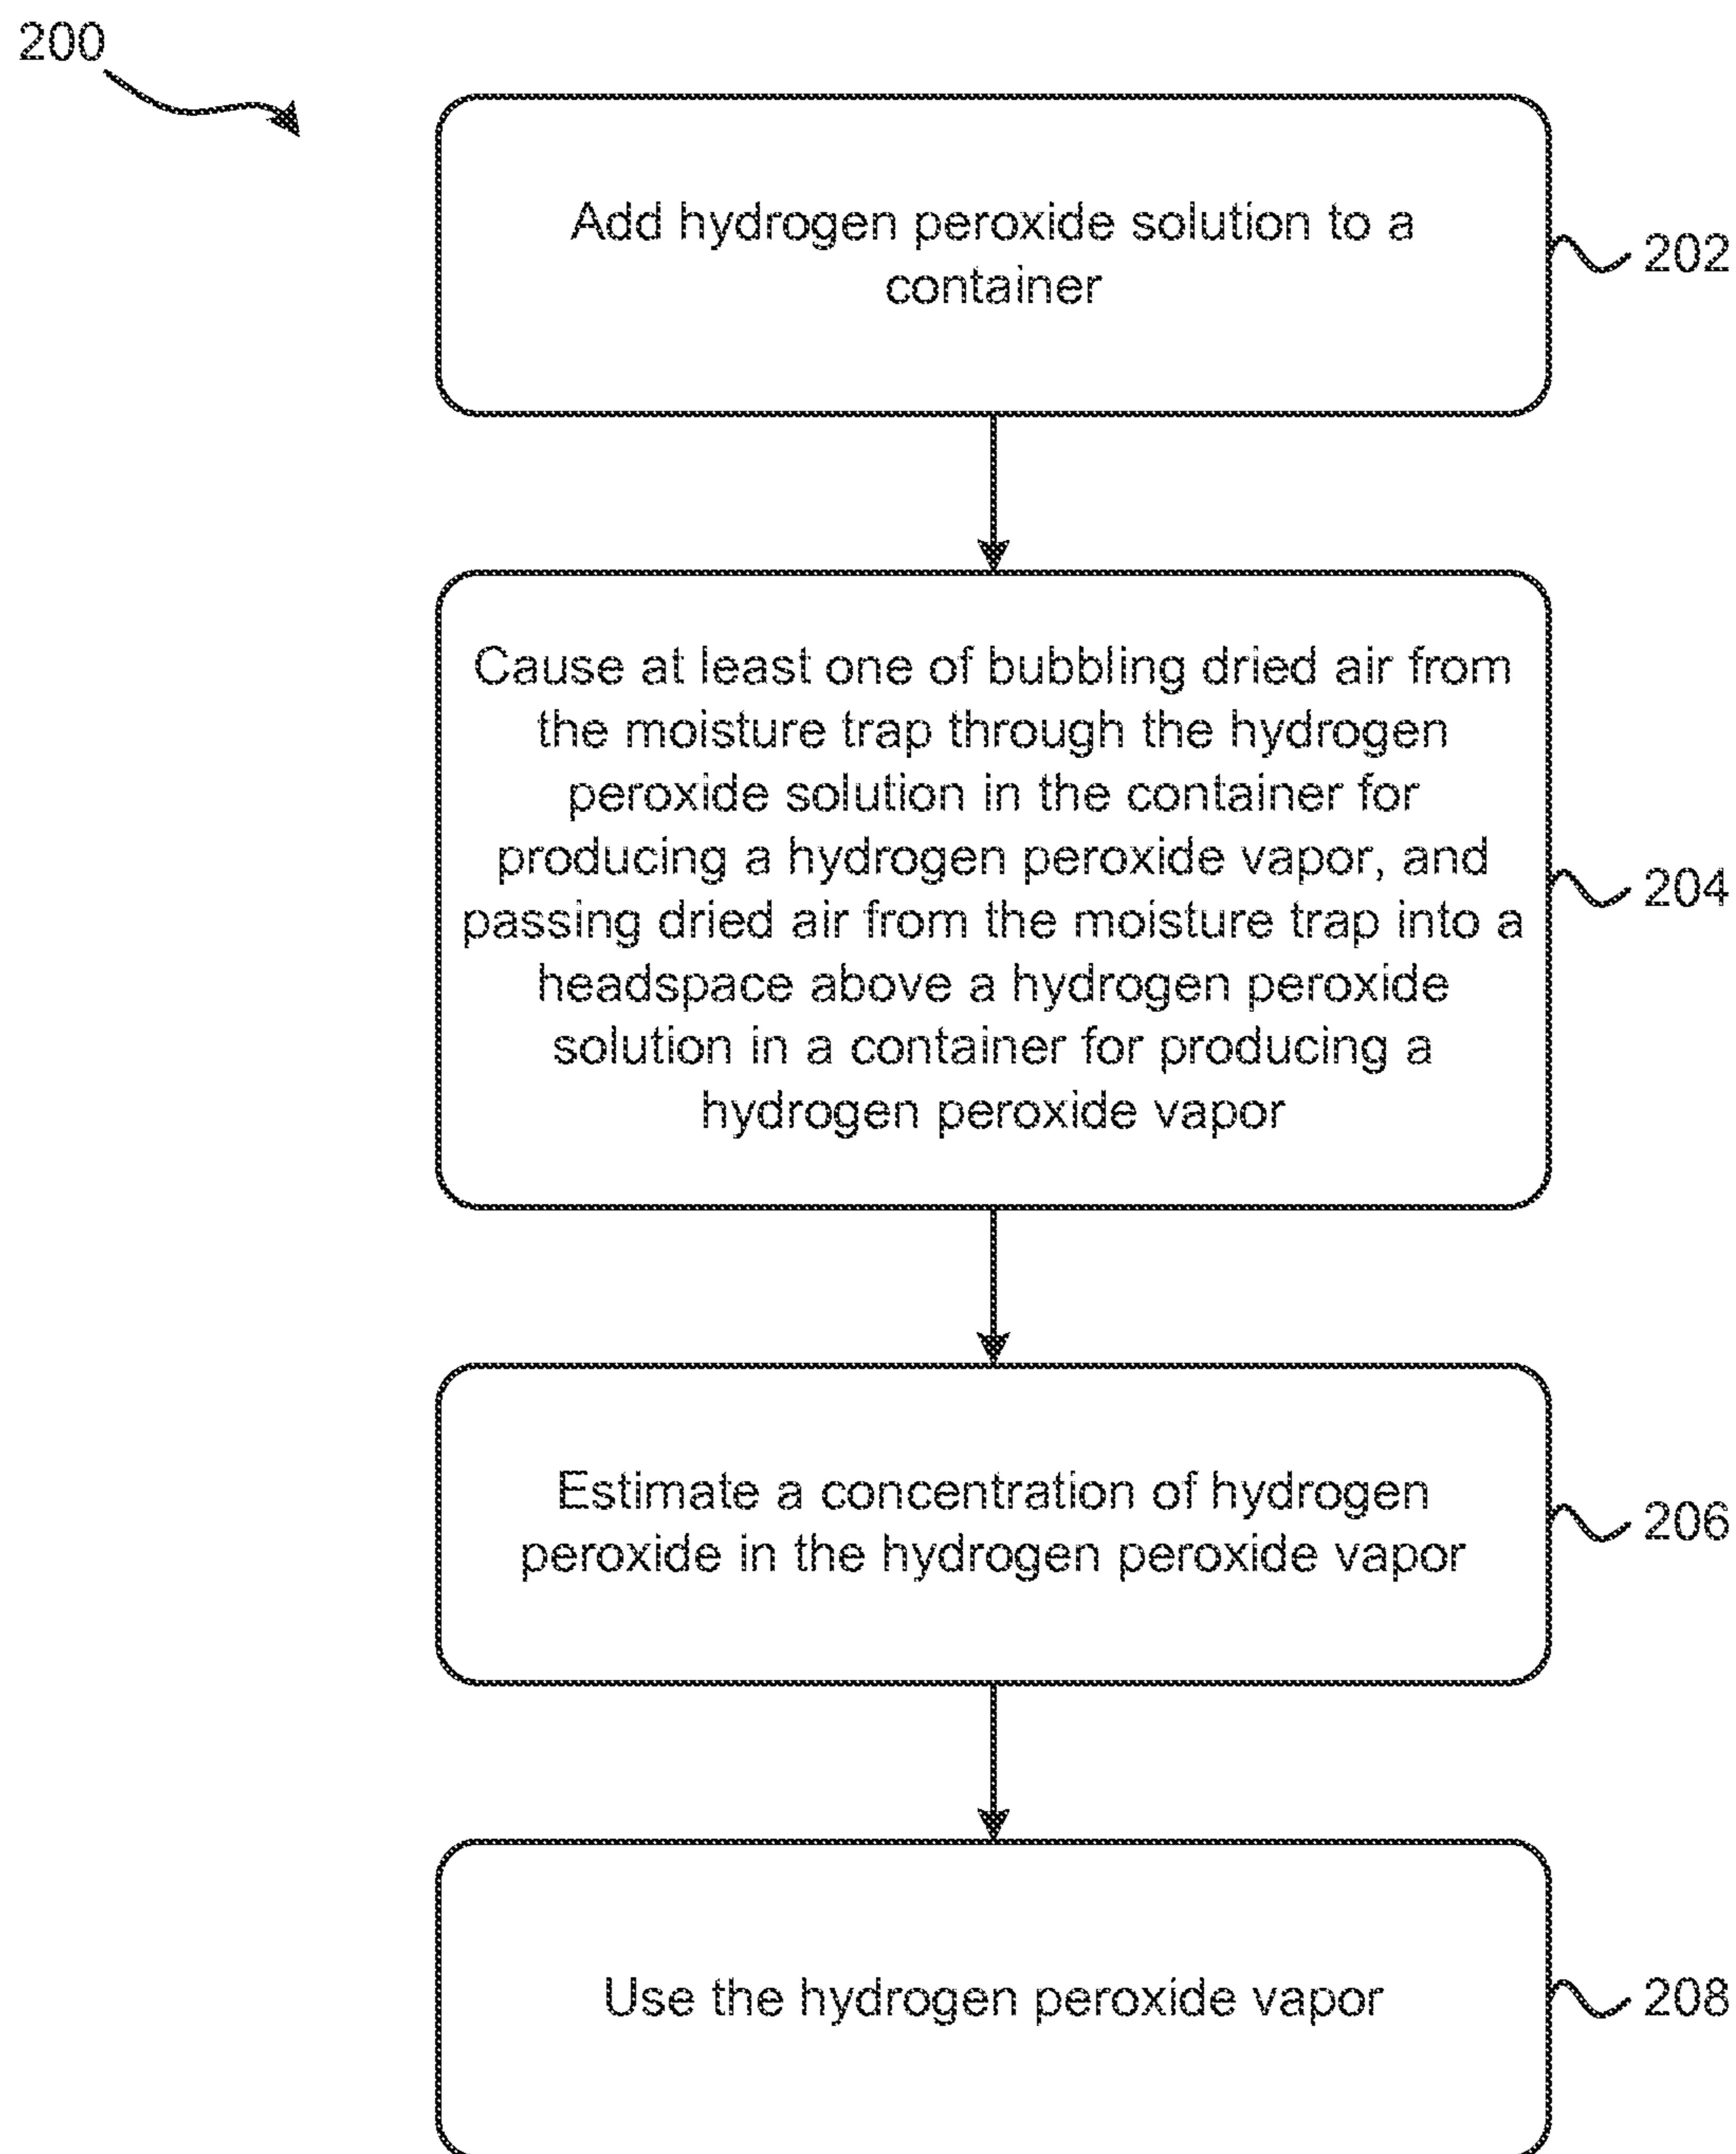 200
Add hydrogen peroxide solution to a
container
202
Cause at least one of bubbling dried air from
the moisture trap through the hydrogen
peroxide solution in the container for
producing a hydrogen peroxide vapor, and
passing dried air from the moisture trap into a
headspace above a hydrogen peroxide
solution in a container for producing a
hydrogen peroxide vapor
204
Estimate a concentration of hydrogen
peroxide in the hydrogen peroxide vapor
206
Use the hydrogen peroxide vapor
208